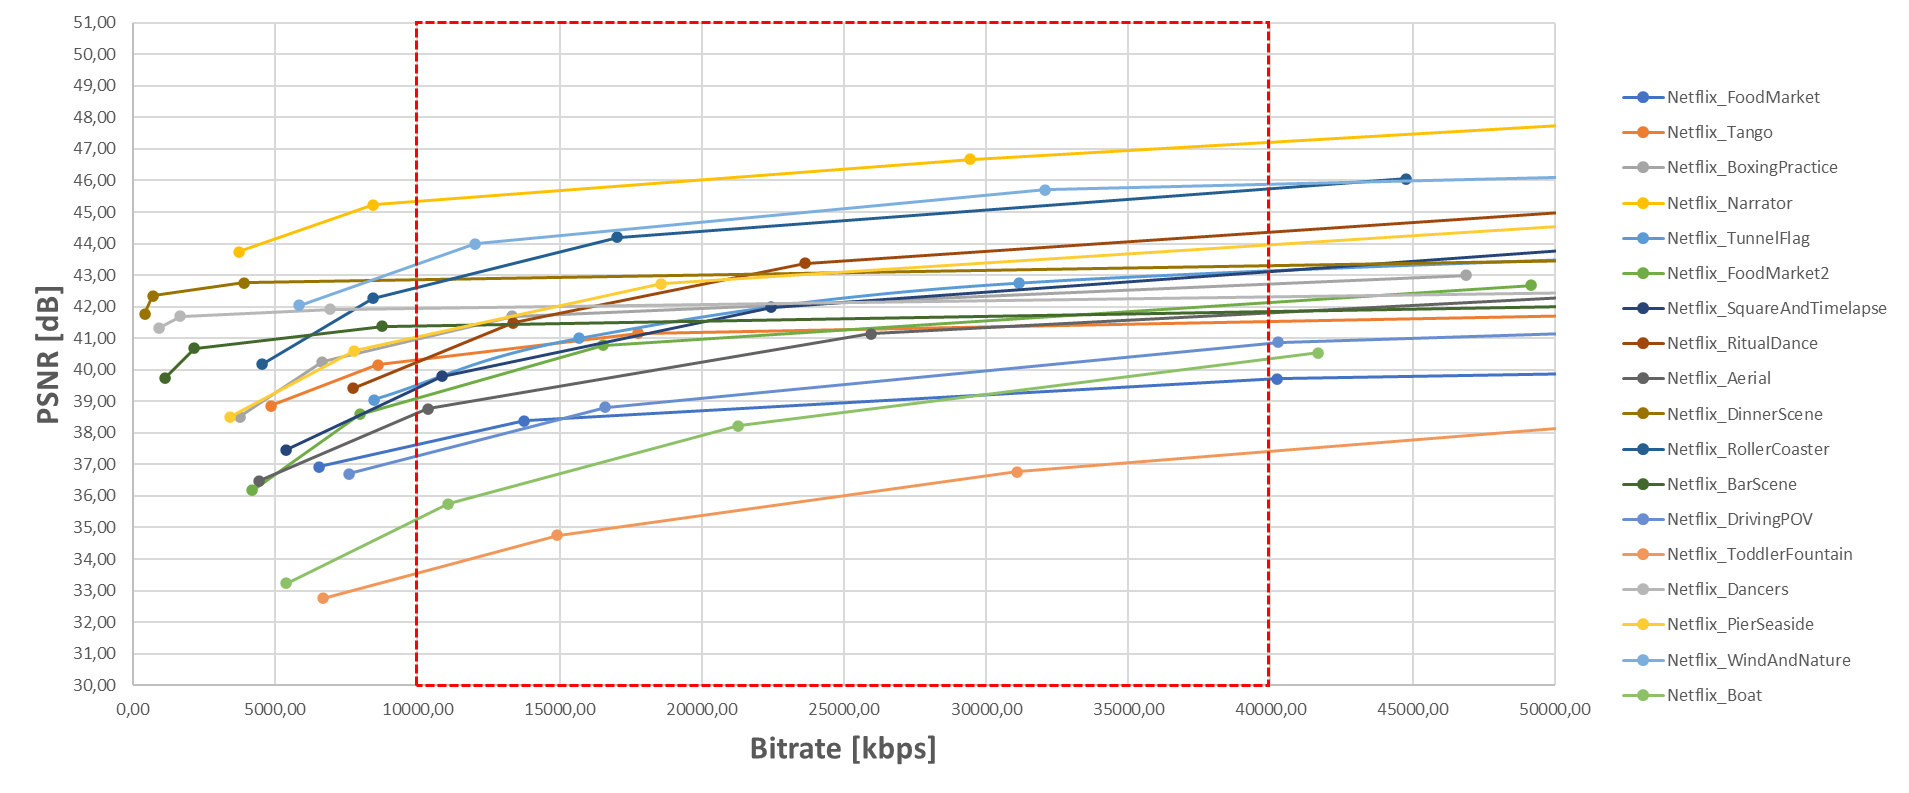 51,00
50,00
49,00
48,00
47,00
46,00
45,00
44,00
43,00
42,00
41,00
40,00
39,00
38,00
37,00
36,00
35,00
34,00
33,00
32,00
31,00
30,00
PSNR [dB]
0,00 5000,00 10000,00 15000,00 20000,00 25000,00 30000,00 35000,00 40000,00 45000,00 50000,00
Bitrate [kbps]
Netflix_FoodMarket
Netflix_Tango
Netflix_BoxingPractice
Netflix_Narrator
Netflix_TunnelFlag
Netflix_FoodMarket2
Netflix_SquareAndTimelapse
Netflix_RitualDance
Netflix_Aerial
Netflix_DinnerScene
Netflix_RollerCoaster
Netflix_BarScene
Netflix_DrivingPOV
Netflix_ToddlerFountain
Netflix_Dancers
Netflix_PierSeaside
Netflix_WindAndNature
Netflix_Boat